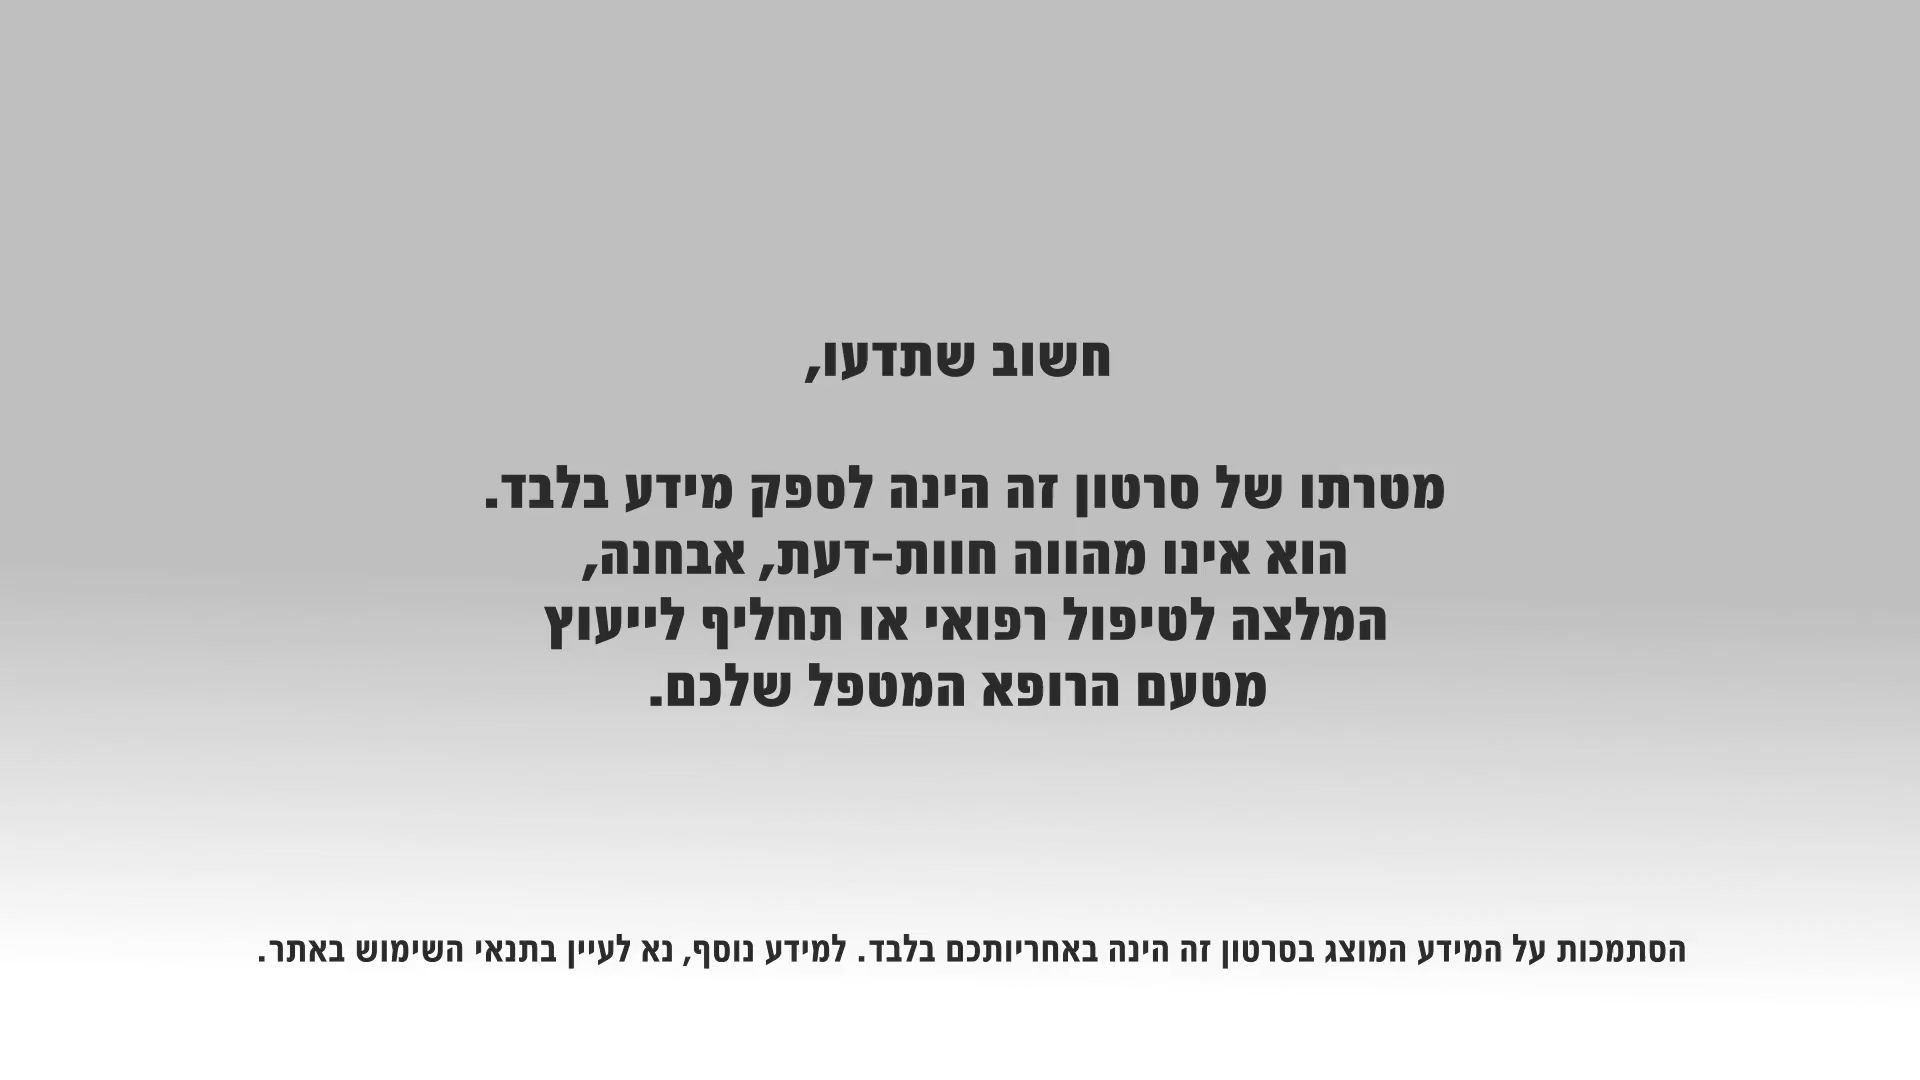 חשוב שתדעו,
מטרתו של סרטון זה הינה לספק מידע בלבד.
הוא אינו מהווה חוות-דעת, אבחנה,
המלצה לטיפול רפואי או תחליף לייעוץ
מטעם הרופא המטפל שלכם.
הסתמכות על המידע המוצג בסרטון זה הינה באחריותכם בלבד. למידע נוסף, נא לעיין בתנאי השימוש באתר.